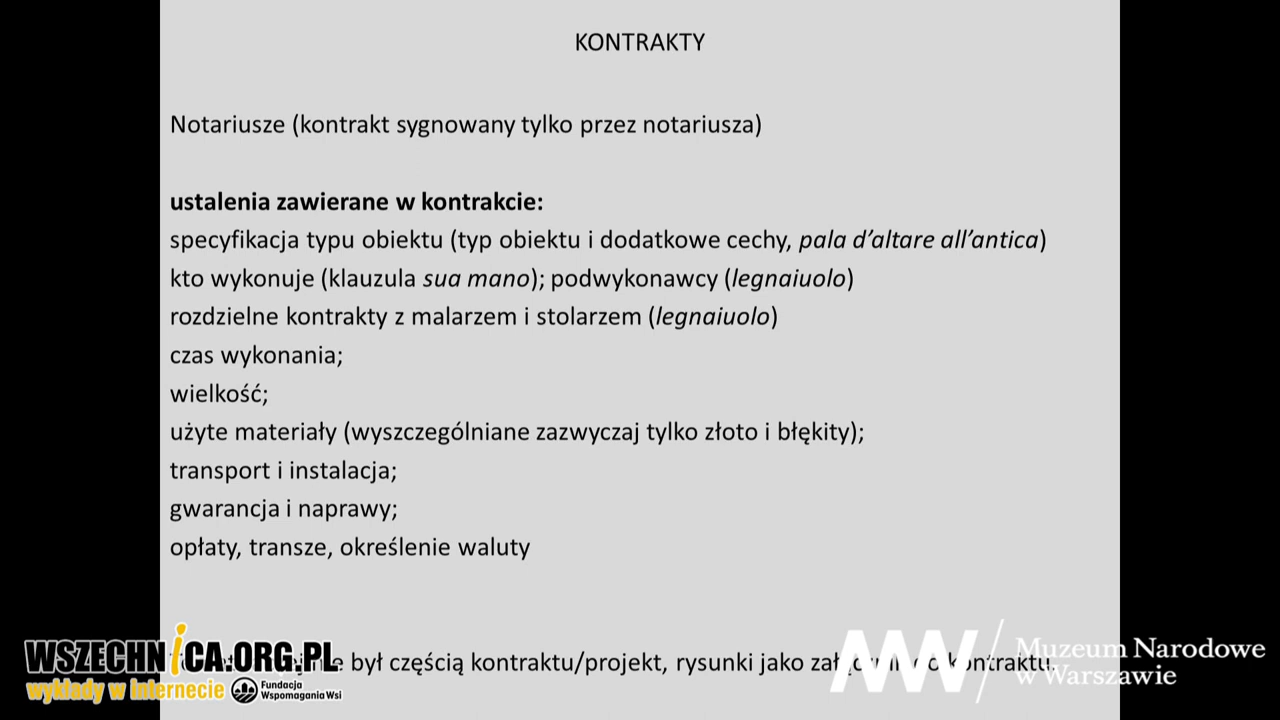 KONTRAKTY
Notariusze (kontrakt sygnowany tylko przez notariusza)
ustalenia zawierane w kontrakcie:
specyfikacja typu obiektu (typ obiektu i dodatkowe cechy, pala d’altare all’antica)
kto wykonuje (klauzula sua mano); podwykonawcy (legnaiuolo)
rozdzielne kontrakty z malarzem i stolarzem (legnaiuolo)
czas wykonania;
wielkość;
użyte materiały (wyszczególniane zazwyczaj tylko złoto i błękity);
transport i instalacja;
gwarancja i naprawy;
opłaty, transze, określenie waluty
był częścią kontraktu/projekt, rysunki jako kontraktu.
WSZECHNICA.ORG.PL
wykłady w internecie
Fundacja
Wspomagania Wsi
Muzeum Narodowe
w Warszawie